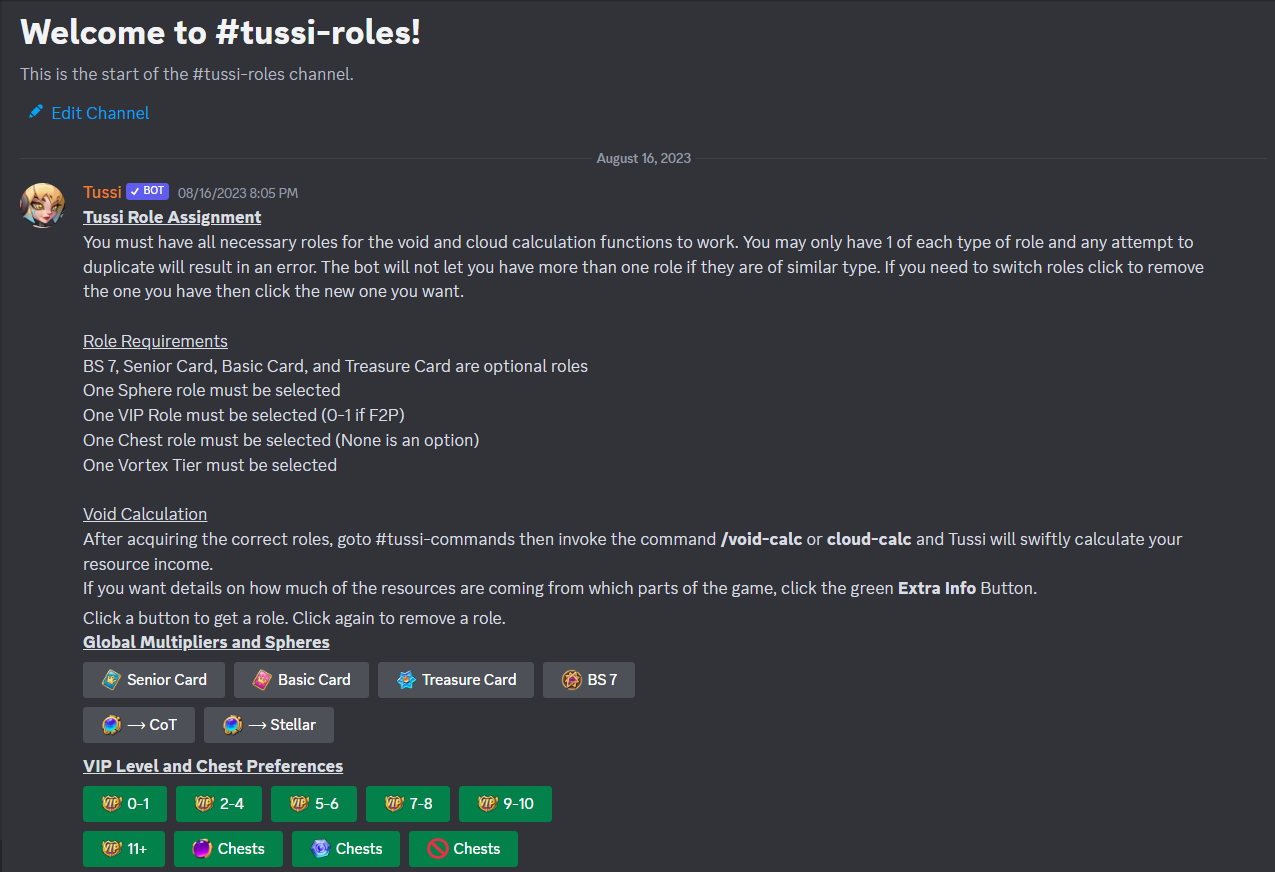 Welcome to #tussi-roles!
This is the start of the #tussi-roles channel.
Edit Channel
August 16, 2023
Tussi BOT 08/16/2023 8:05 PM
Tussi Role Assignment
You must have all necessary roles for the void and cloud calculation functions to work. You may only have 1 of each type of role and any attempt to
duplicate will result in an error. The bot will not let you have more than one role if they are of similar type. If you need to switch roles click to remove
the one you have then click the new one you want.
Role Requirements
BS 7, Senior Card, Basic Card, and Treasure Card are optional roles
One Sphere role must be selected
One VIP Role must be selected (0-1 if F2P)
One Chest role must be selected (None is an option)
One Vortex Tier must be selected
Void Calculation
After acquiring the correct roles, goto #tussi-commands then invoke the command /void-calc or cloud-calc and Tussi will swiftly calculate your
resource income.
If you want details on how much of the resources are coming from which parts of the game, click the green Extra Info Button.
Click a button to get a role. Click again to remove a role.
Global Multipliers and Spheres
Senior Card Basic Card Treasure Card BS 7
→ CoT → Stellar
VIP Level and Chest Preferences
VIP 0-1 VIP 2-4 VIP 5-6 VIP 7-8 VIP 9-10
VIP 11+ Chests Chests Chests